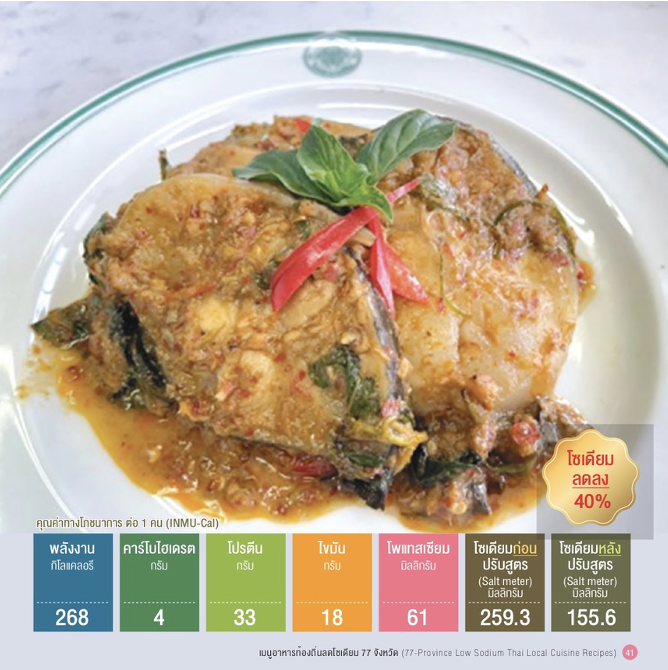 โซเดียม
ลดลง
40%
คุณค่าทางโภชนาการ ต่อ 1 คน (INMU-Cal)
พลังงาน
กิโลแคลอรี
268
คาร์โบไฮเดรต
กรัม
4
โปรตีน
กรัม
33
ไขมัน
กรัม
18
โพแทสเซียม
มิลลิกรัม
61
โซเดียมก่อน
ปรับสูตร
(Salt meter)
มิลลิกรัม
259.3
โซเดียมหลัง
ปรับสูตร
(Salt meter)
มิลลิกรัม
155.6
เมนูอาหารท้องถิ่นลดโซเดียม 77 จังหวัด (77-Province Low Sodium Thai Local Cuisine Recipes) 41